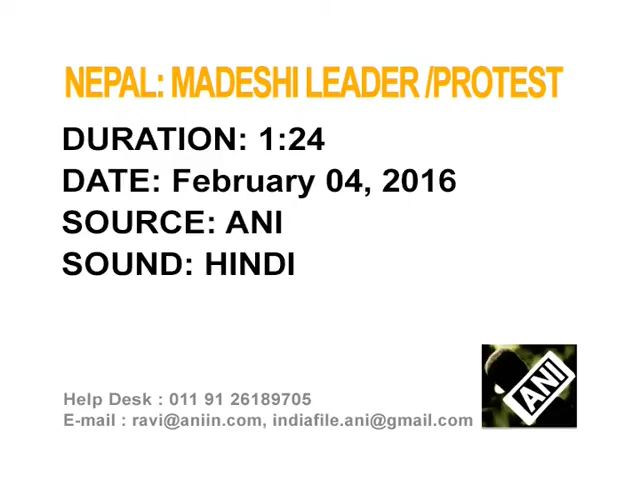 NEPAL: MADESHI LEADER /PROTEST
DURATION: 1:24
DATE: February 04, 2016
SOURCE: ANI
SOUND: HINDI
Help Desk : 011 91 26189705
E-mail : ravi@aniin.com, indiafile.ani@gmail.com
ANI